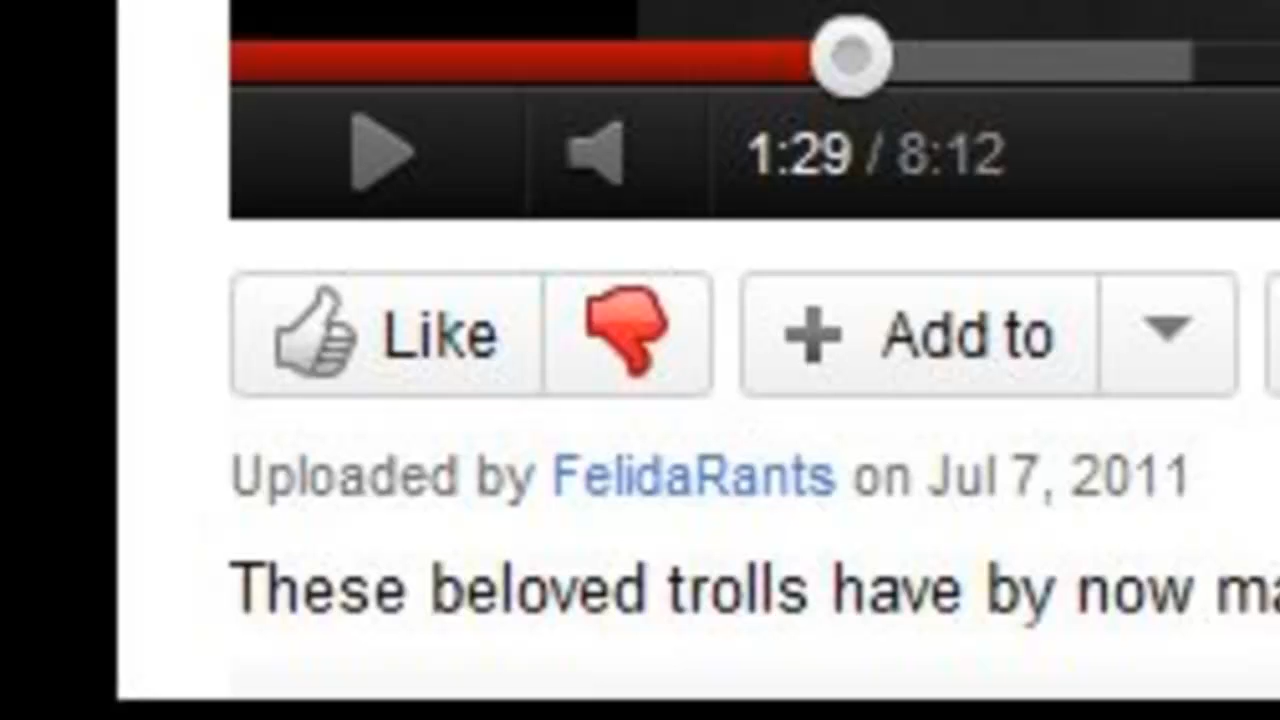 1:29 / 8:12
Like
Add to
Uploaded by FelidaRants on Jul 7, 2011
These beloved trolls have by now